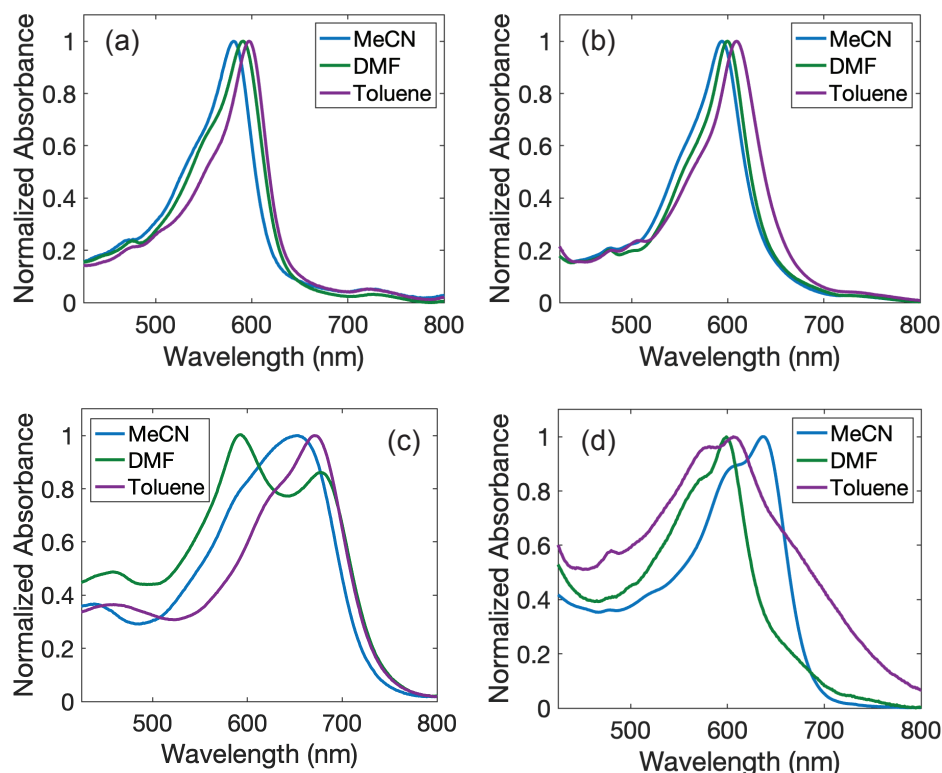 (a)
MeCN
DMF
Toluene
Normalized Absorbance
1
0.8
0.6
0.4
0.2
0
500
600
700
800
Wavelength (nm)
(b)
MeCN
DMF
Toluene
Normalized Absorbance
1
0.8
0.6
0.4
0.2
0
500
600
700
800
Wavelength (nm)
MeCN
DMF
Toluene
(c)
Normalized Absorbance
1
0.8
0.6
0.4
0.2
0
500
600
700
800
Wavelength (nm)
(d)
MeCN
DMF
Toluene
Normalized Absorbance
1
0.8
0.6
0.4
0.2
0
500
600
700
800
Wavelength (nm)